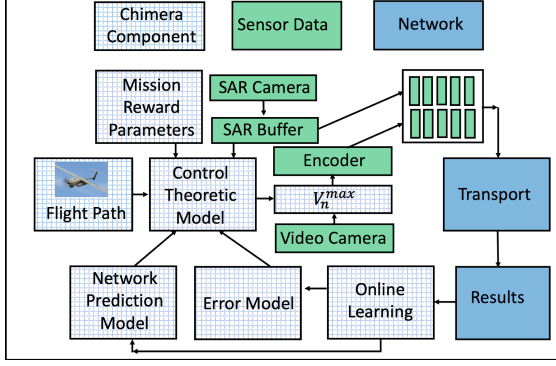 Chimera
Component
Sensor Data
Network
Mission
Reward
Parameters
SAR Camera
SAR Buffer
Encoder
Flight Path
Control
Theoretic
Model
V_n^{max}
Transport
Video Camera
Network
Prediction
Model
Error Model
Online
Learning
Results